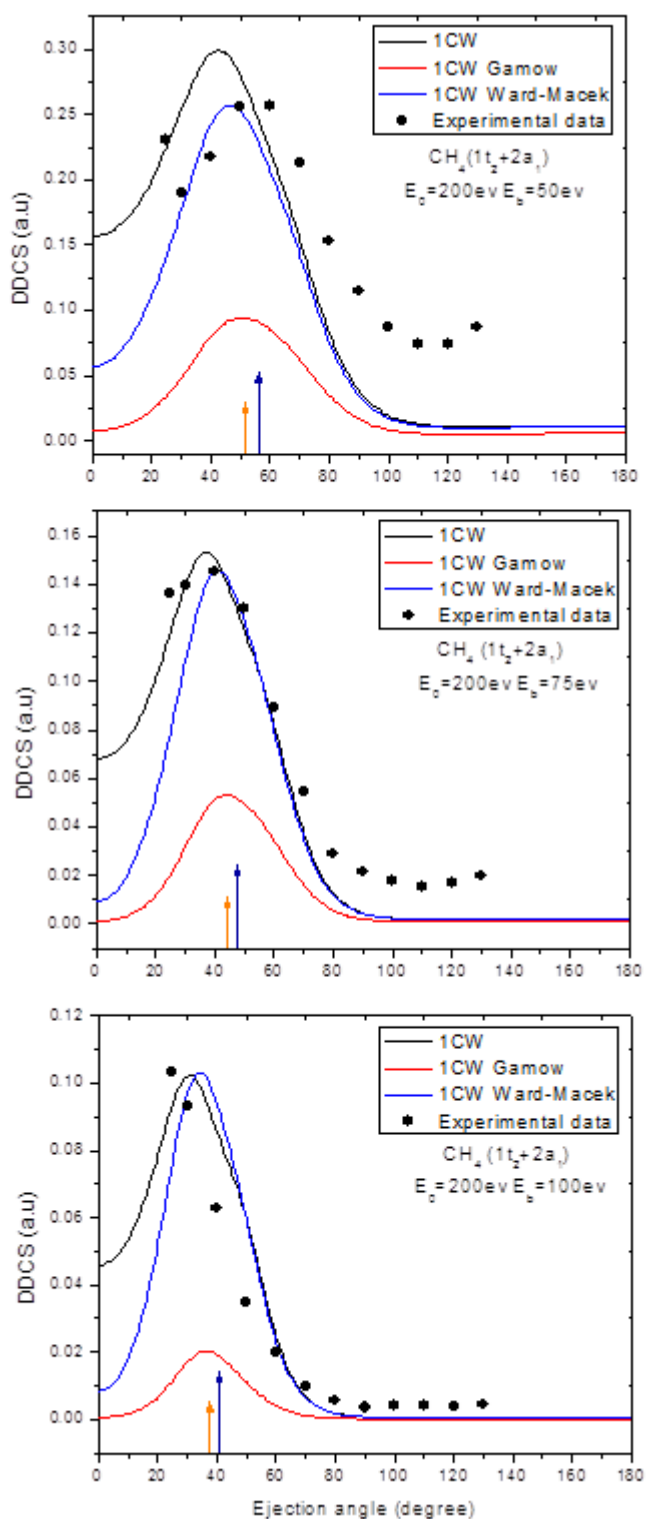 0.30
0.25
0.20
0.15
0.10
0.05
0.00
DDCS (a.u)
1CW
1CW Gamow
1CW Ward-Macek
Experimental data
CH₄(1t₂+2a₁)
E₀=200ev Eb=50ev
0 20 40 60 80 100 120 140 160 180
0.16
0.14
0.12
0.10
0.08
0.06
0.04
0.02
0.00
DDCS (a.u)
1CW
1CW Gamow
1CW Ward-Macek
Experimental data
CH₄ (1t₂+2a₁)
E₀=200ev Eb=75ev
0 20 40 60 80 100 120 140 160 180
0.12
0.10
0.08
0.06
0.04
0.02
0.00
DDCS (a.u)
1CW
1CW Gamow
1CW Ward-Macek
Experimental data
CH₄ (1t₂+2a₁)
E₀=200ev Eb=100ev
0 20 40 60 80 100 120 140 160 180
Ejection angle (degree)